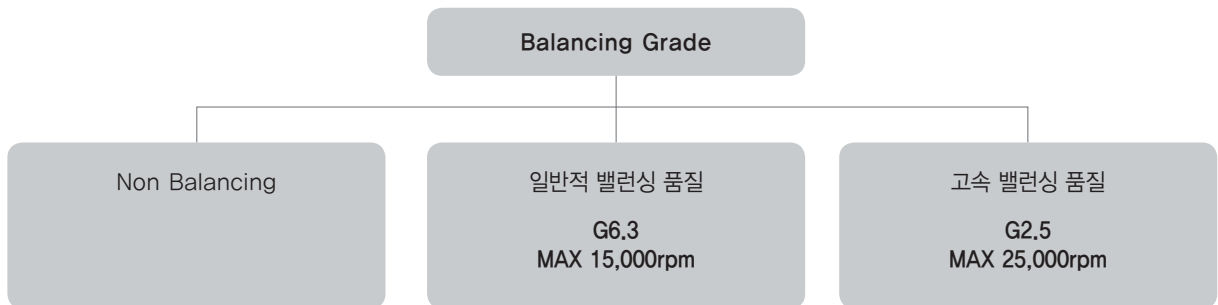 Balancing Grade
Non Balancing
일반적 밸런싱 품질
G6.3
MAX 15,000rpm
고속 밸런싱 품질
G2.5
MAX 25,000rpm